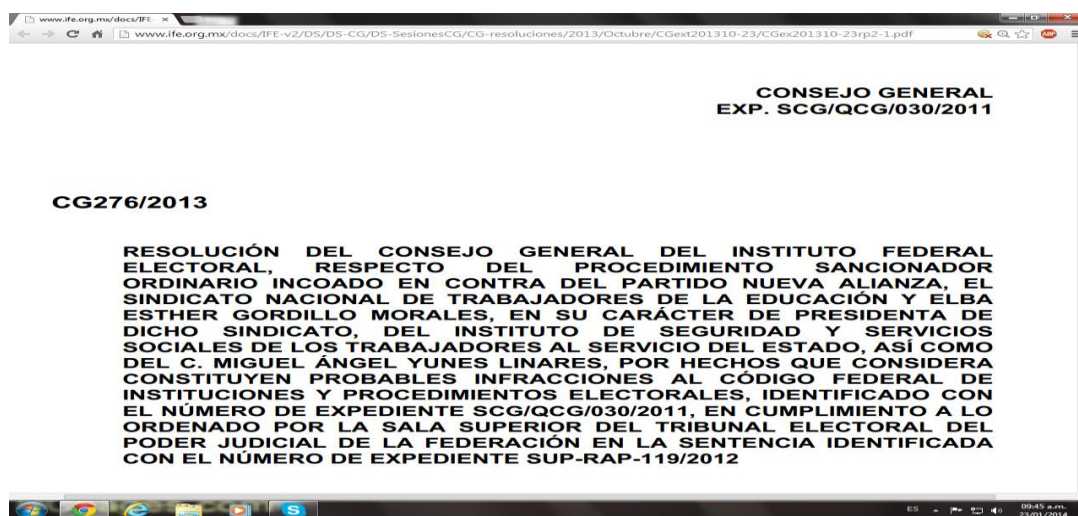 www.ife.org.mx/docs/IFE-
www.ife.org.mx/docs/IFE-v2/DS/DS-CG/DS-SesionesCG/CG-resoluciones/2013/Octubre/CGext201310-23/CGex201310-23rp2-1.pdf
ABP
CONSEJO GENERAL
EXP. SCG/QCG/030/2011
CG276/2013
RESOLUCIÓN DEL CONSEJO GENERAL DEL INSTITUTO FEDERAL
ELECTORAL, RESPECTO DEL PROCEDIMIENTO SANCIONADOR
ORDINARIO INCOADO EN CONTRA DEL PARTIDO NUEVA ALIANZA, EL
SINDICATO NACIONAL DE TRABAJADORES DE LA EDUCACIÓN Y ELBA
ESTHER GORDILLO MORALES, EN SU CARÁCTER DE PRESIDENTA DE
DICHO SINDICATO, DEL INSTITUTO DE SEGURIDAD Y SERVICIOS
SOCIALES DE LOS TRABAJADORES AL SERVICIO DEL ESTADO, ASÍ COMO
DEL C. MIGUEL ÁNGEL YUNES LINARES, POR HECHOS QUE CONSIDERA
CONSTITUYEN PROBABLES INFRACCIONES AL CÓDIGO FEDERAL DE
INSTITUCIONES Y PROCEDIMIENTOS ELECTORALES, IDENTIFICADO CON
EL NÚMERO DE EXPEDIENTE SCG/QCG/030/2011, EN CUMPLIMIENTO A LO
ORDENADO POR LA SALA SUPERIOR DEL TRIBUNAL ELECTORAL DEL
PODER JUDICIAL DE LA FEDERACIÓN EN LA SENTENCIA IDENTIFICADA
CON EL NÚMERO DE EXPEDIENTE SUP-RAP-119/2012
ES
09:45 a.m.
23/01/2014